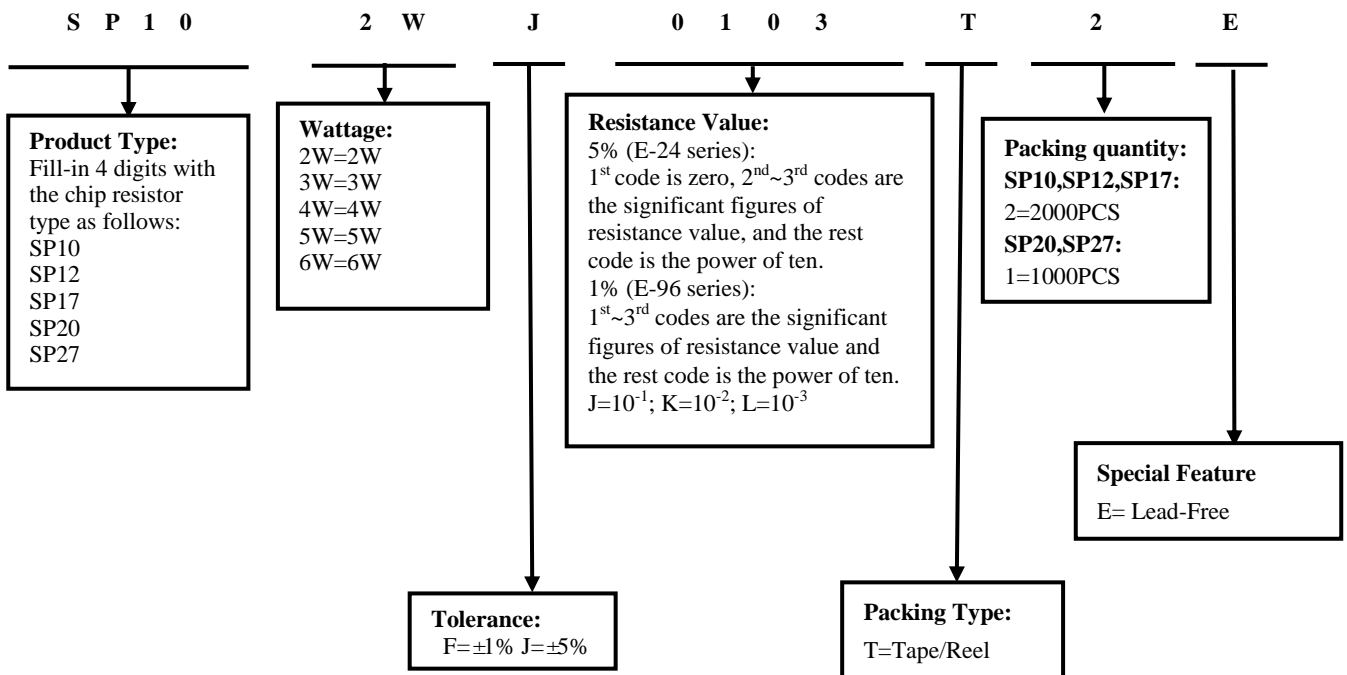 S P 1 0 2 W J 0 1 0 3 T 2 E
Product Type:
Fill-in 4 digits with
the chip resistor
type as follows:
SP10
SP12
SP17
SP20
SP27
Wattage:
2W=2W
3W=3W
4W=4W
5W=5W
6W=6W
Resistance Value:
5% (E-24 series):
1st code is zero, 2nd~3rd codes are
the significant figures of
resistance value, and the rest
code is the power of ten.
1% (E-96 series):
1st~3rd codes are the significant
figures of resistance value and
the rest code is the power of ten.
J=10-1; K=10-2; L=10-3
Packing quantity:
SP10,SP12,SP17:
2=2000PCS
SP20,SP27:
1=1000PCS
Special Feature
E= Lead-Free
Tolerance:
F=±1% J=±5%
Packing Type:
T=Tape/Reel